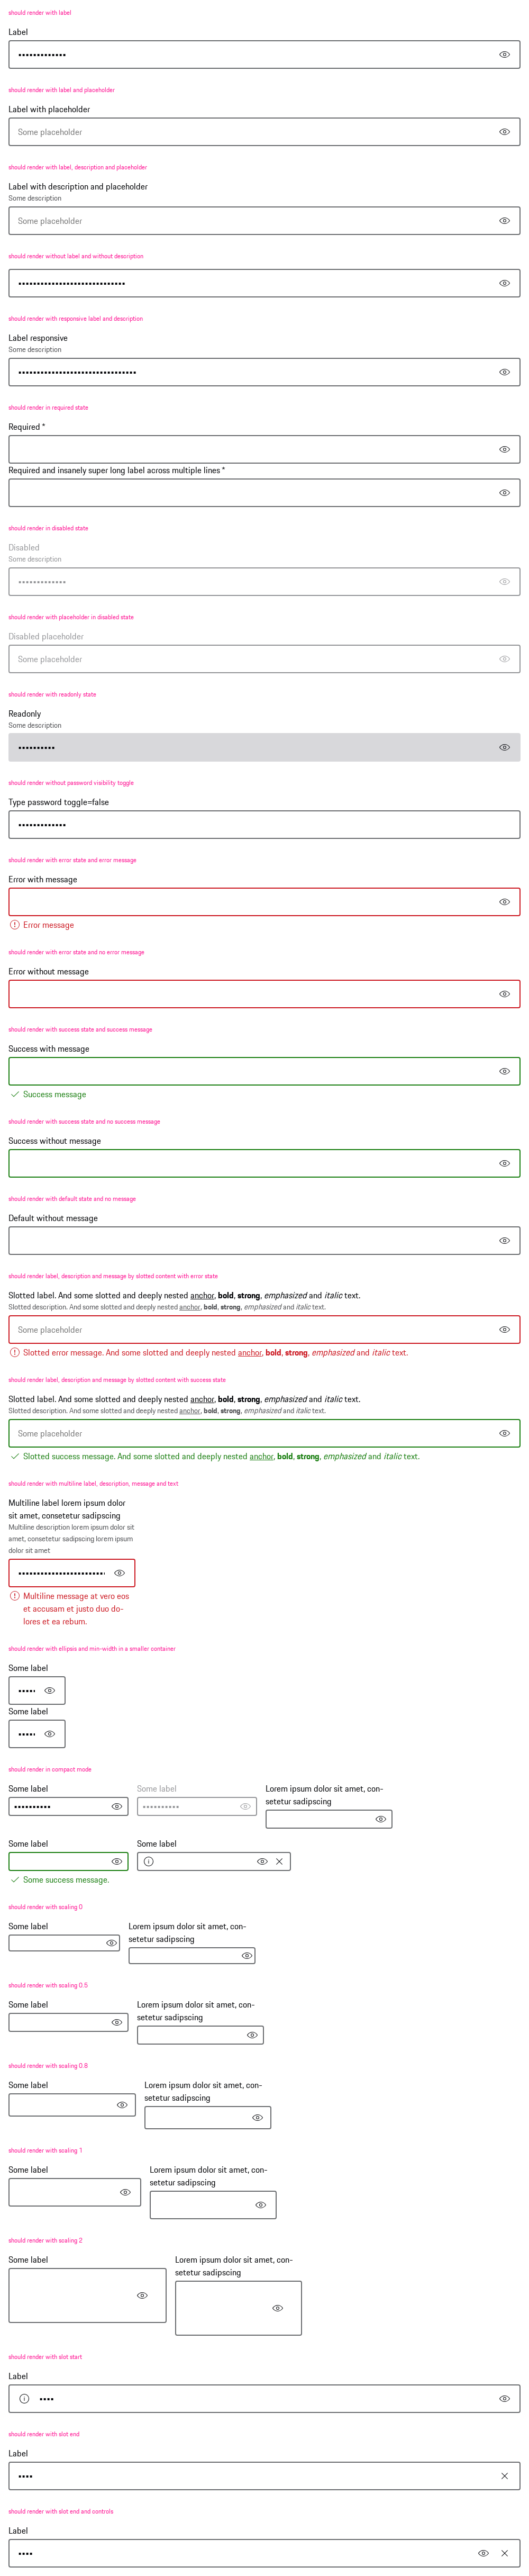 should render with label
Label
•••••••••••••
should render with label and placeholder
Label with placeholder
Some placeholder
should render with label, description and placeholder
Label with description and placeholder
Some description
Some placeholder
should render without label and without description
•••••••••••••••••••••••••••••
should render with responsive label and description
Label responsive
Some description
••••••••••••••••••••••••••••••••
should render in required state
Required *
Required and insanely super long label across multiple lines *
should render in disabled state
Disabled
Some description
•••••••••••••
should render with placeholder in disabled state
Disabled placeholder
Some placeholder
should render with readonly state
Readonly
Some description
••••••••••
should render without password visibility toggle
Type password toggle=false
•••••••••••••
should render with error state and error message
Error with message
Error message
should render with error state and no error message
Error without message
should render with success state and success message
Success with message
Success message
should render with success state and no success message
Success without message
should render with default state and no message
Default without message
should render label, description and message by slotted content with error state
Slotted label. And some slotted and deeply nested anchor, bold, strong, emphasized and italic text.
Slotted description. And some slotted and deeply nested anchor, bold, strong, emphasized and italic text.
Some placeholder
Slotted error message. And some slotted and deeply nested anchor, bold, strong, emphasized and italic text.
should render label, description and message by slotted content with success state
Slotted label. And some slotted and deeply nested anchor, bold, strong, emphasized and italic text.
Slotted description. And some slotted and deeply nested anchor, bold, strong, emphasized and italic text.
Some placeholder
Slotted success message. And some slotted and deeply nested anchor, bold, strong, emphasized and italic text.
should render with multiline label, description, message and text
Multiline label lorem ipsum dolor
sit amet, consetetur sadipscing
Multiline description lorem ipsum dolor sit
amet, consetetur sadipscing lorem ipsum
dolor sit amet
••••••••••••••••••••••••
Multiline message at vero eos
et accusam et justo duo do-
lores et ea rebum.
should render with ellipsis and min-width in a smaller container
Some label
•••••
Some label
•••••
should render in compact mode
Some label
••••••••••
Some label
••••••••••
Lorem ipsum dolor sit amet, con-
setetur sadipscing
Some label
Some success message.
Some label
should render with scaling 0
Some label
Lorem ipsum dolor sit amet, con-
setetur sadipscing
should render with scaling 0.5
Some label
Lorem ipsum dolor sit amet, con-
setetur sadipscing
should render with scaling 0.8
Some label
Lorem ipsum dolor sit amet, con-
setetur sadipscing
should render with scaling 1
Some label
Lorem ipsum dolor sit amet, con-
setetur sadipscing
should render with scaling 2
Some label
Lorem ipsum dolor sit amet, con-
setetur sadipscing
should render with slot start
Label
••••
should render with slot end
Label
••••
should render with slot end and controls
Label
••••